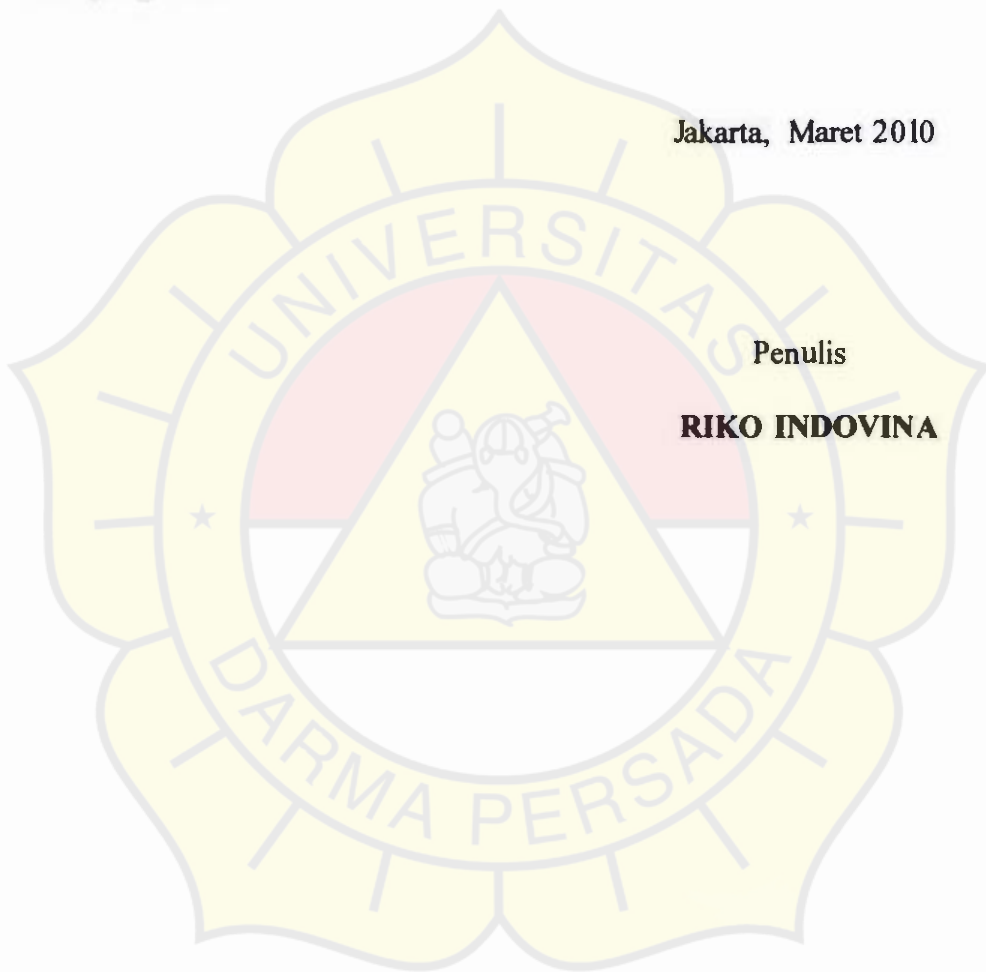 Jakarta, Maret 2010
Penulis
RIKO INDOVINA
UNIVERSITAS
DARMA PERSADA